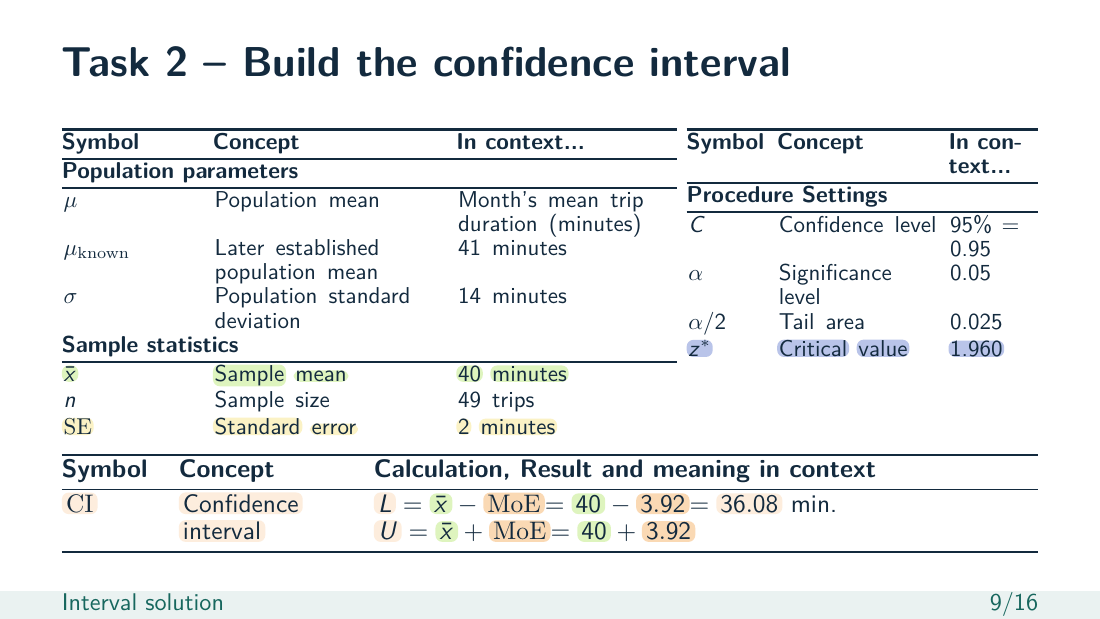 Task 2 – Build the confidence interval
Symbol Concept In context...
Population parameters
μ Population mean Month's mean trip
duration (minutes)
μknown Later established 41 minutes
population mean
σ Population standard 14 minutes
deviation
Sample statistics
x̄ Sample mean 40 minutes
n Sample size 49 trips
SE Standard error 2 minutes
Symbol Concept In con-
text...
Procedure Settings
C Confidence level 95% =
0.95
α Significance 0.05
level
α/2 Tail area 0.025
z* Critical value 1.960
Symbol Concept Calculation, Result and meaning in context
CI Confidence L = x̄ − MoE= 40 − 3.92= 36.08 min.
interval U = x̄ + MoE= 40 + 3.92
Interval solution 9/16